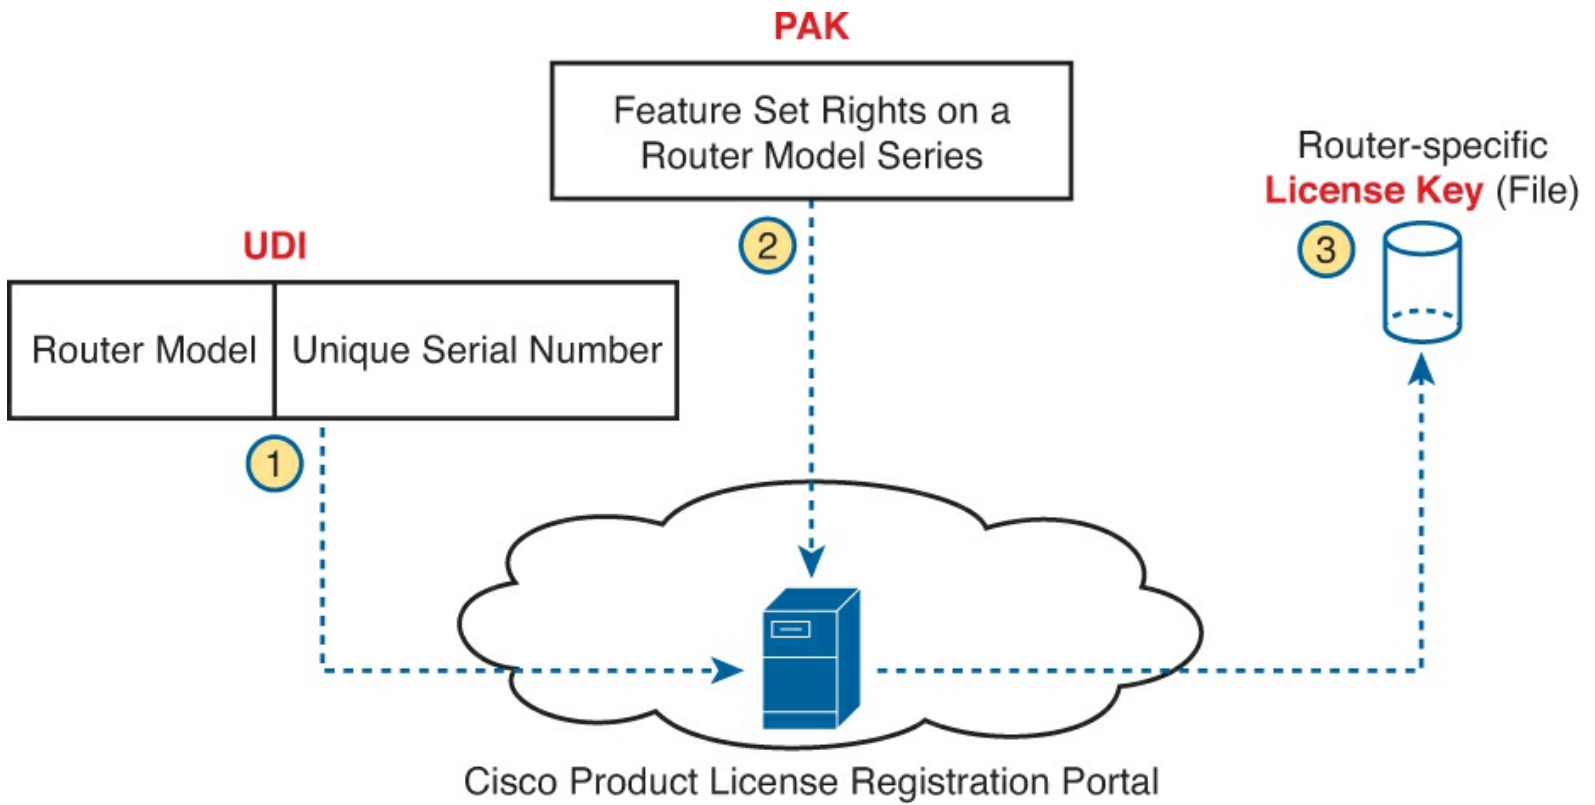 PAK
Feature Set Rights on a
Router Model Series
Router-specific
License Key (File)
2
3
UDI
Router Model
Unique Serial Number
1
Cisco Product License Registration Portal